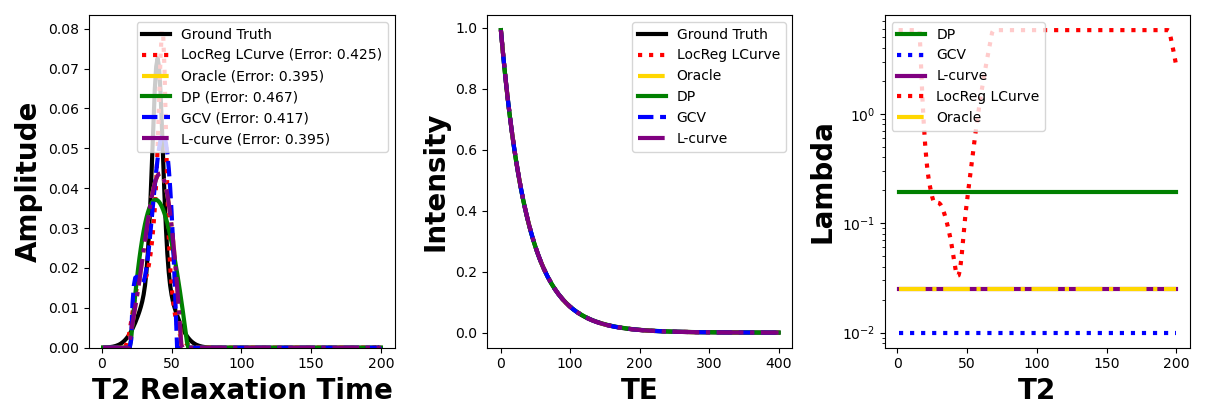 Amplitude
0.08
0.07
0.06
0.05
0.04
0.03
0.02
0.01
0.00
Ground Truth
LocReg LCurve (Error: 0.425)
Oracle (Error: 0.395)
DP (Error: 0.467)
GCV (Error: 0.417)
L-curve (Error: 0.395)
0 50 100 150 200
T2 Relaxation Time
Intensity
1.0
0.8
0.6
0.4
0.2
0.0
Ground Truth
LocReg LCurve
Oracle
DP
GCV
L-curve
0 100 200 300 400
TE
Lambda
10⁰
10⁻¹
10⁻²
DP
GCV
L-curve
LocReg LCurve
Oracle
0 50 100 150 200
T2